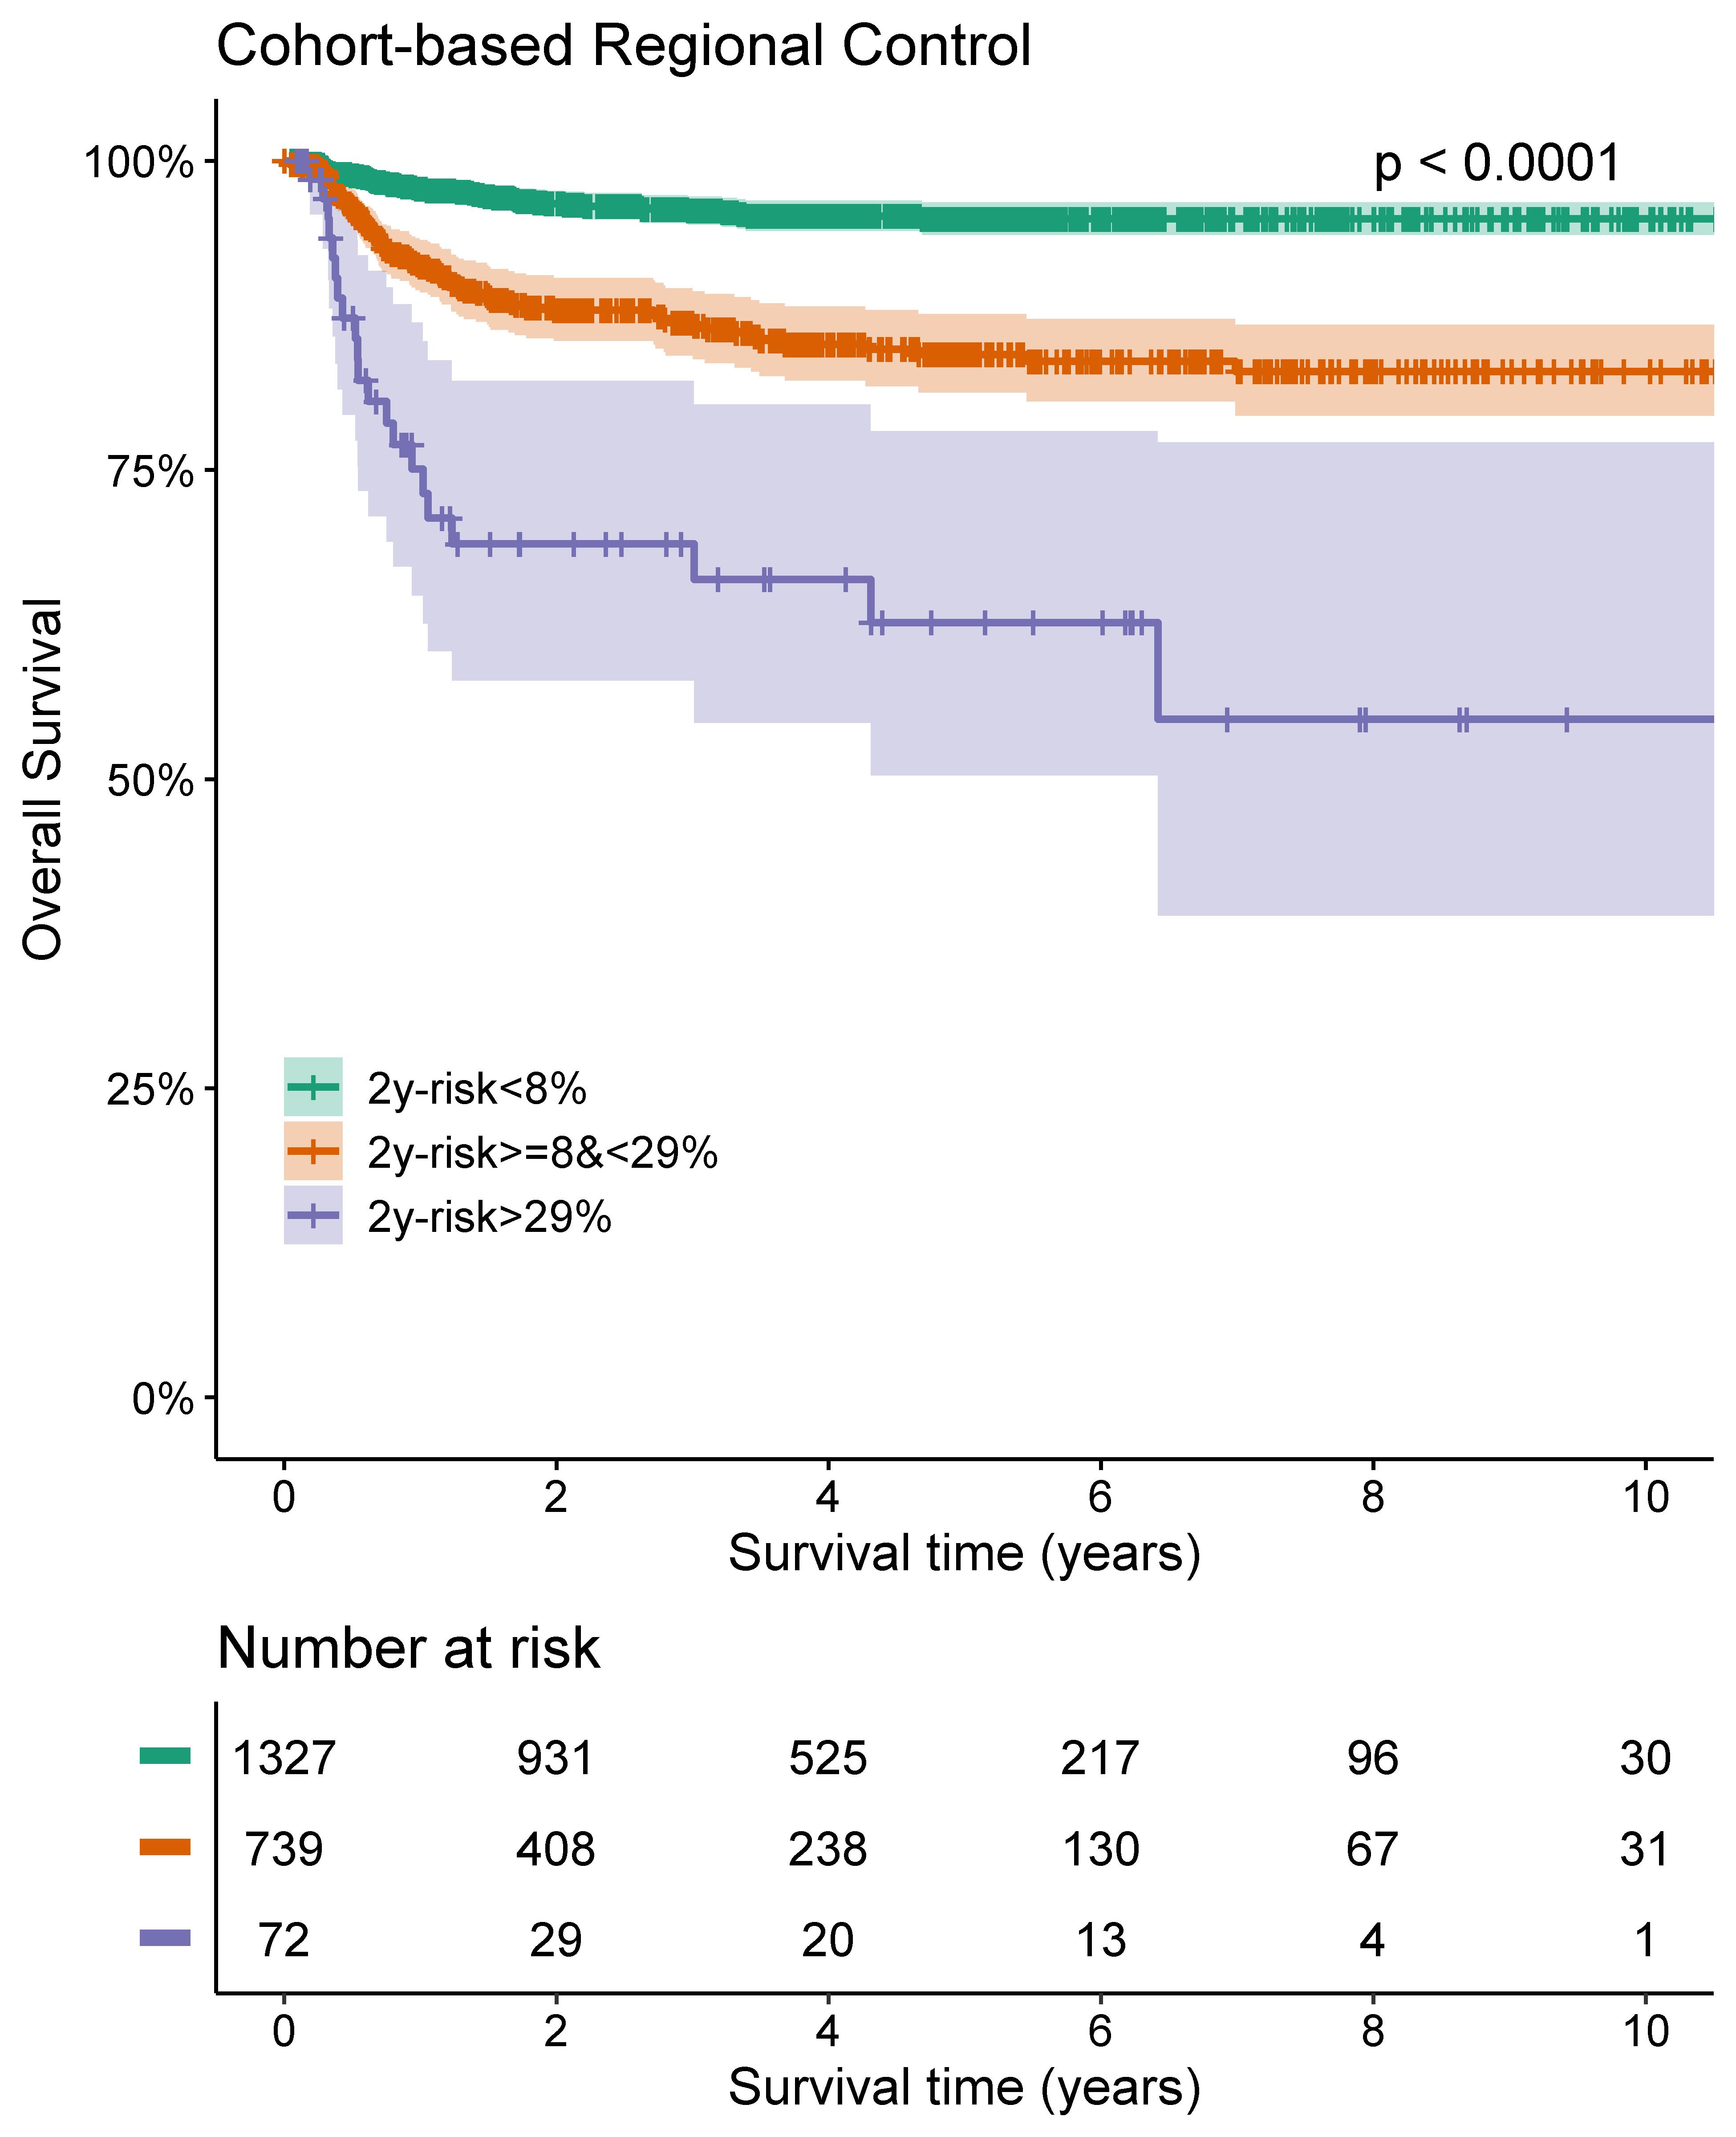 Cohort-based Regional Control
p < 0.0001
100%
75%
50%
25%
0%
Overall Survival
2y-risk<8%
2y-risk>=8&<29%
2y-risk>29%
0 2 4 6 8 10
Survival time (years)
Number at risk
1327 931 525 217 96 30
739 408 238 130 67 31
72 29 20 13 4 1
0 2 4 6 8 10
Survival time (years)